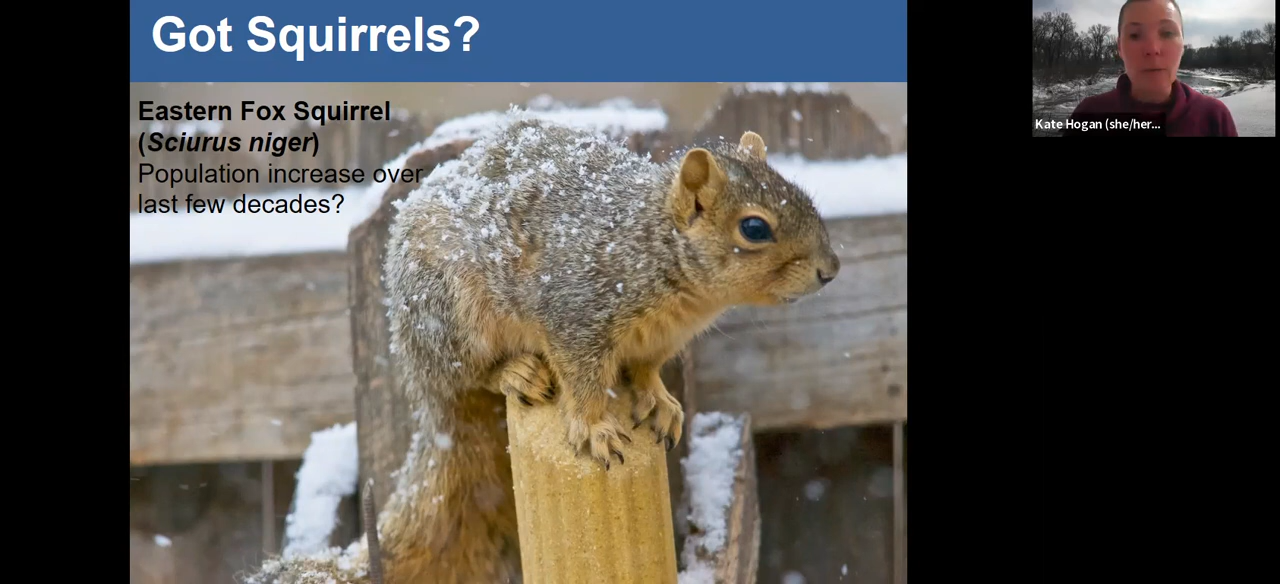 Got Squirrels?
Eastern Fox Squirrel
(Sciurus niger)
Population increase over
last few decades?
Kate Hogan (she/her...